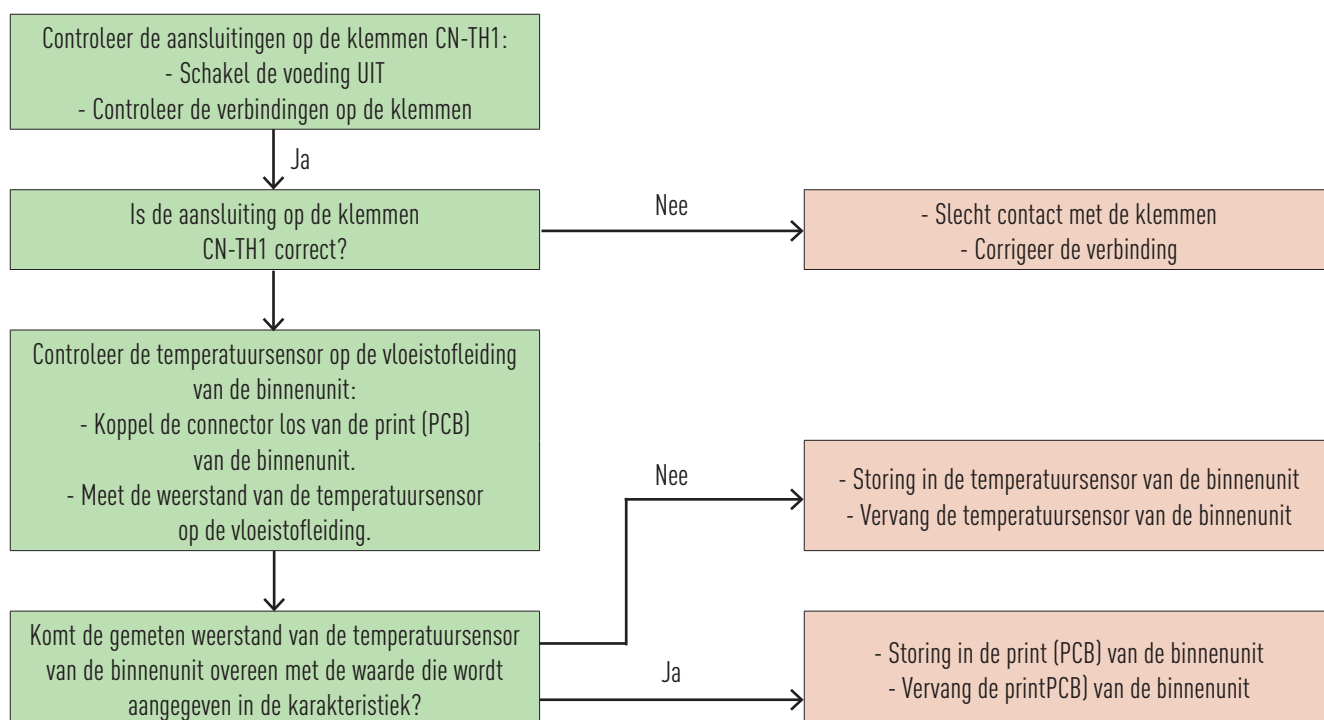 Controleer de aansluitingen op de klemmen CN-TH1:
- Schakel de voeding UIT
- Controleer de verbindingen op de klemmen
Ja
Is de aansluiting op de klemmen
CN-TH1 correct?
Nee
- Slecht contact met de klemmen
- Corrigeer de verbinding
Controleer de temperatuursensor op de vloeistofleiding
van de binnenunit:
- Koppel de connector los van de print (PCB)
van de binnenunit.
- Meet de weerstand van de temperatuursensor
op de vloeistofleiding.
Nee
- Storing in de temperatuursensor van de binnenunit
- Vervang de temperatuursensor van de binnenunit
Komt de gemeten weerstand van de temperatuursensor
van de binnenunit overeen met de waarde die wordt
aangegeven in de karakteristiek?
Ja
- Storing in de print (PCB) van de binnenunit
- Vervang de printPCB) van de binnenunit